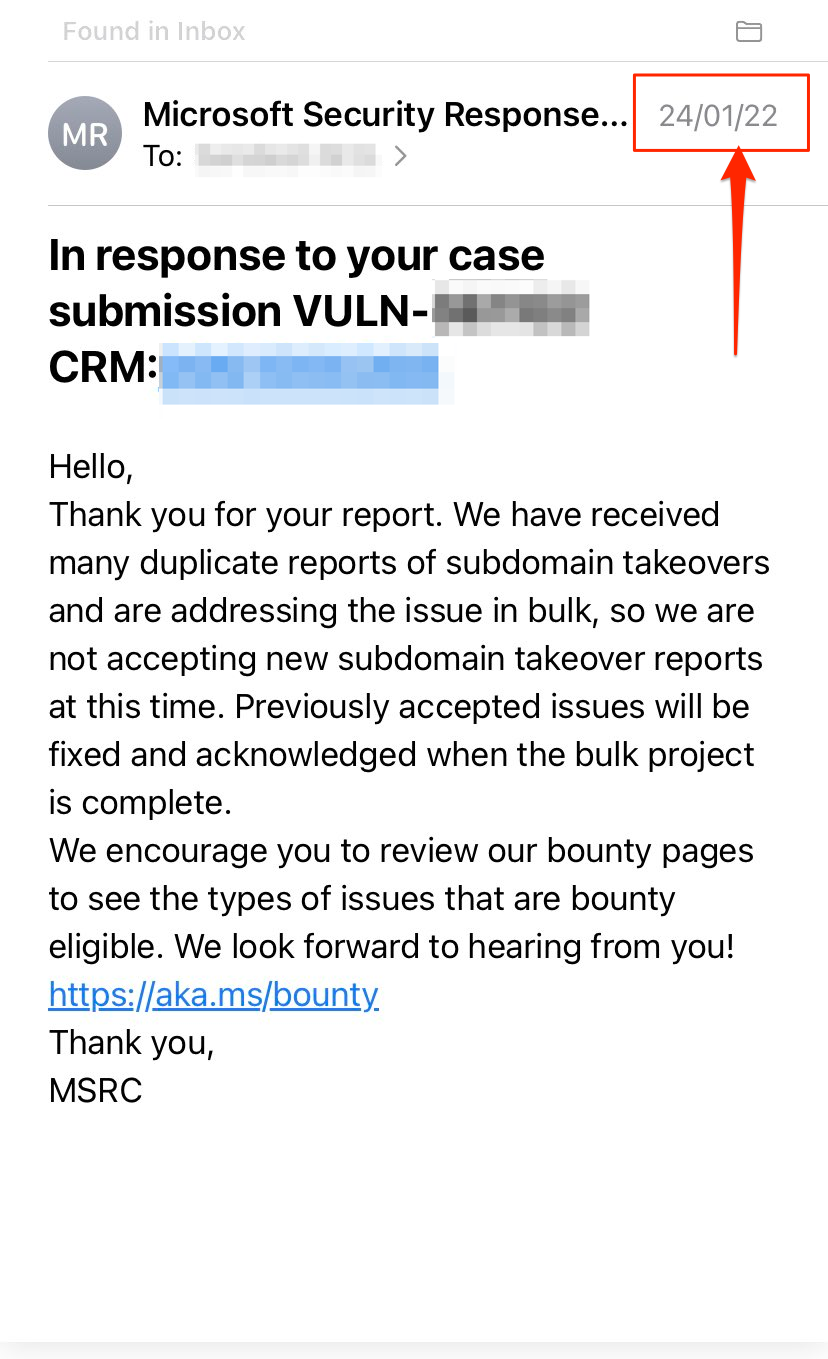 Found in Inbox
MR
Microsoft Security Response...
24/01/22
To:
In response to your case
submission VULN-
CRM:
Hello,
Thank you for your report. We have received
many duplicate reports of subdomain takeovers
and are addressing the issue in bulk, so we are
not accepting new subdomain takeover reports
at this time. Previously accepted issues will be
fixed and acknowledged when the bulk project
is complete.
We encourage you to review our bounty pages
to see the types of issues that are bounty
eligible. We look forward to hearing from you!
https://aka.ms/bounty
Thank you,
MSRC